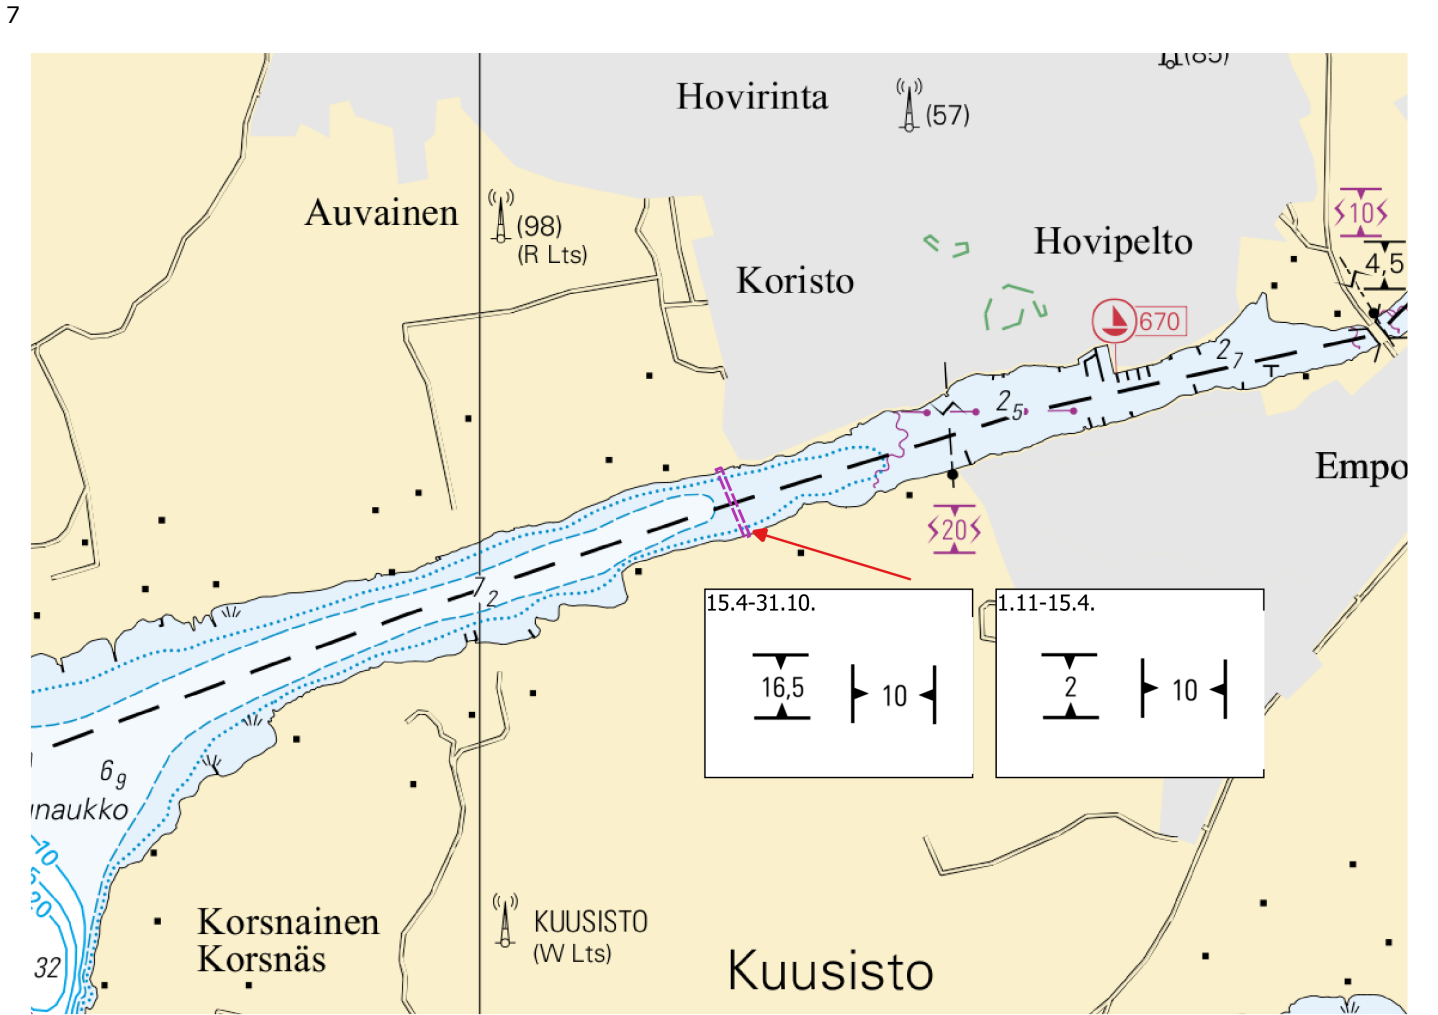 7
(85)
Hovirinta
(57)
Auvainen
(98)
(R Lts)
10
Hovipelto
4,5
Koristo
670
2 7
2 5
Empo
20
7 2
15.4-31.10.
1.11-15.4.
16,5
10
2
10
6 9
naukko
10
20
Korsnainen
Korsnäs
KUUSISTO
(W Lts)
32
Kuusisto